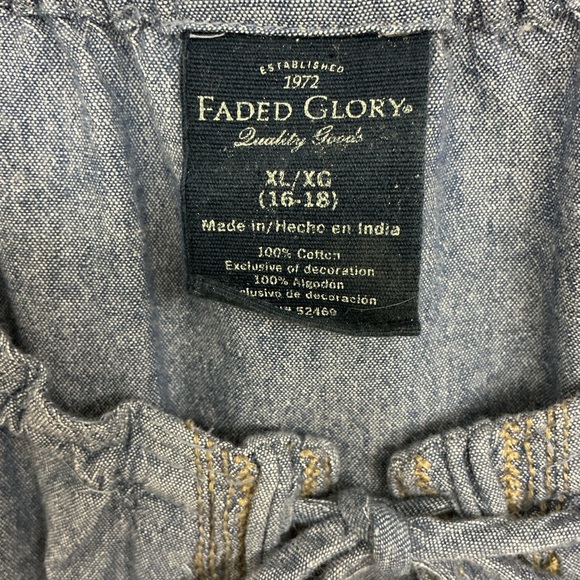 ESTABLISHED
1972
FADED GLORY®
Quality Goods
XL/XG
(16-18)
Made in/Hecho en India
100% Cotton
Exclusive of decoration
100% Algodón
de decoración
52469